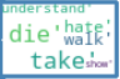 understand'
die' hate'
walk'
take' show'